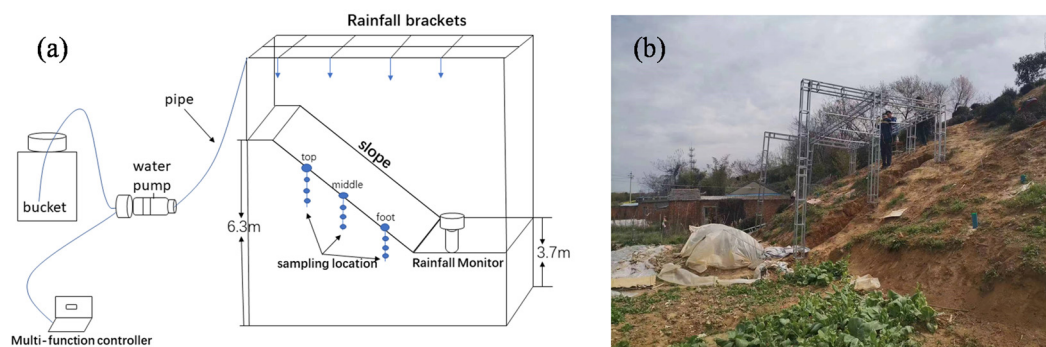 (a)
Rainfall brackets
pipe
water
pump
bucket
Multi-function controller
slope
top
middle
foot
6.3m
sampling location
Rainfall Monitor
3.7m
(b)